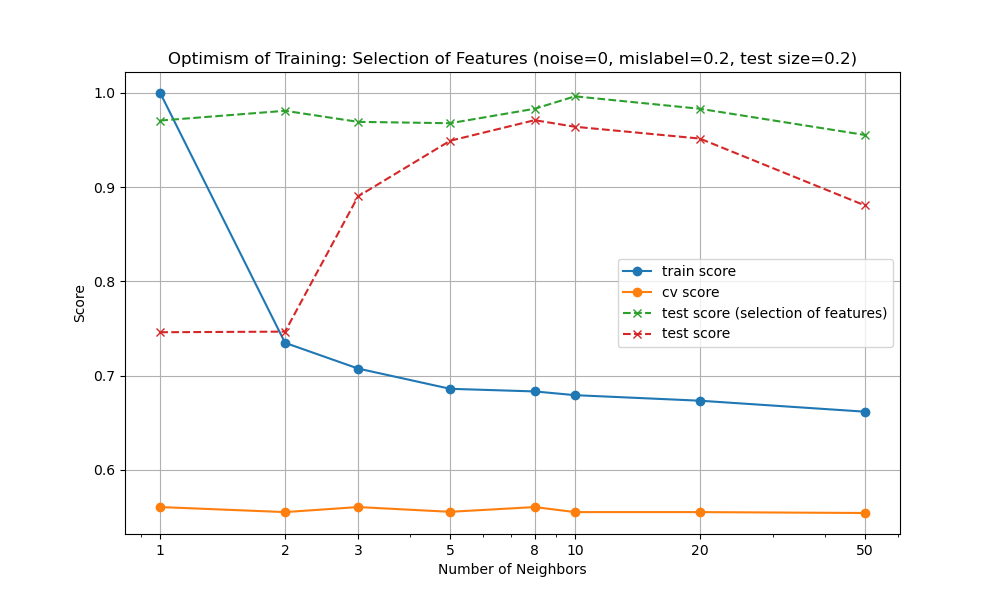 Optimism of Training: Selection of Features (noise=0, mislabel=0.2, test size=0.2)
1.0
0.9
0.8
0.7
0.6
Score
train score
cv score
test score (selection of features)
test score
1 2 3 5 8 10 20 50
Number of Neighbors